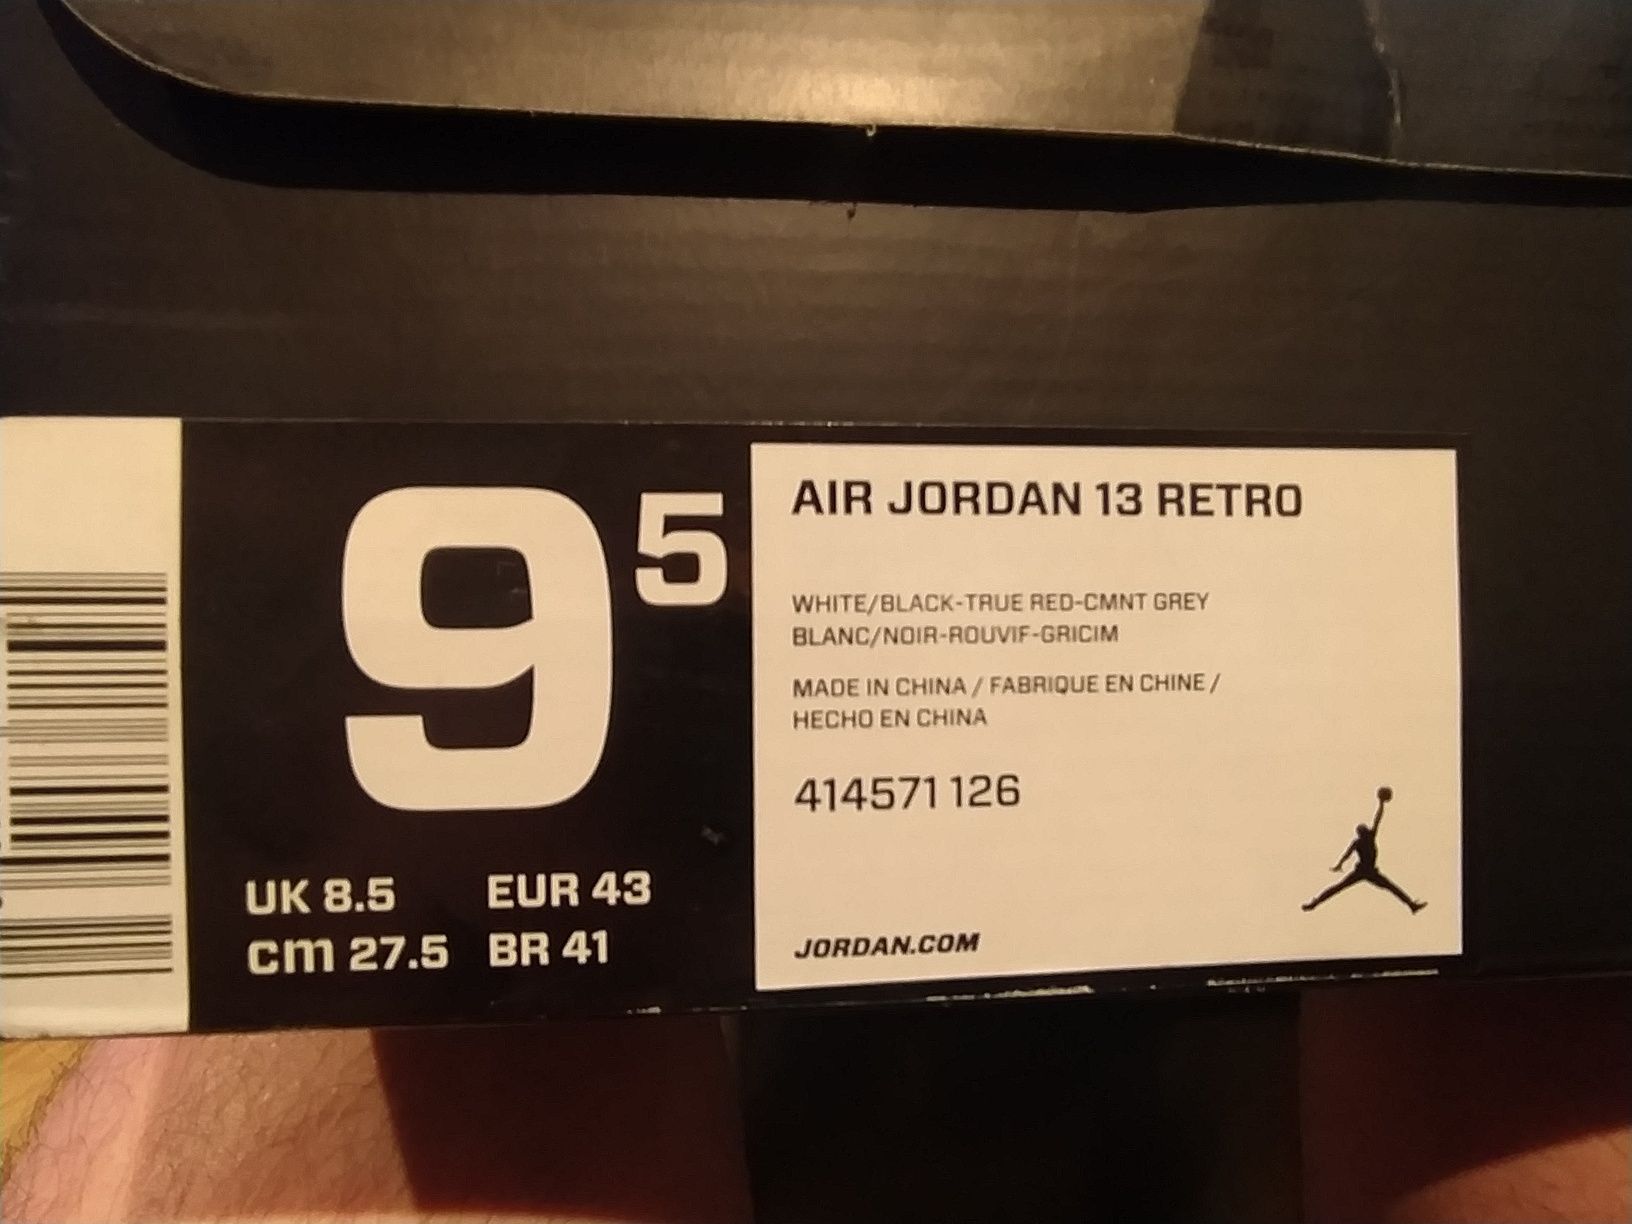 9 5
UK 8.5 EUR 43
cm 27.5 BR 41
AIR JORDAN 13 RETRO
WHITE/BLACK-TRUE RED-CMNT GREY
BLANC/NOIR-ROUVIF-GRICIM
MADE IN CHINA / FABRIQUE EN CHINE /
HECHO EN CHINA
414571 126
JORDAN.COM